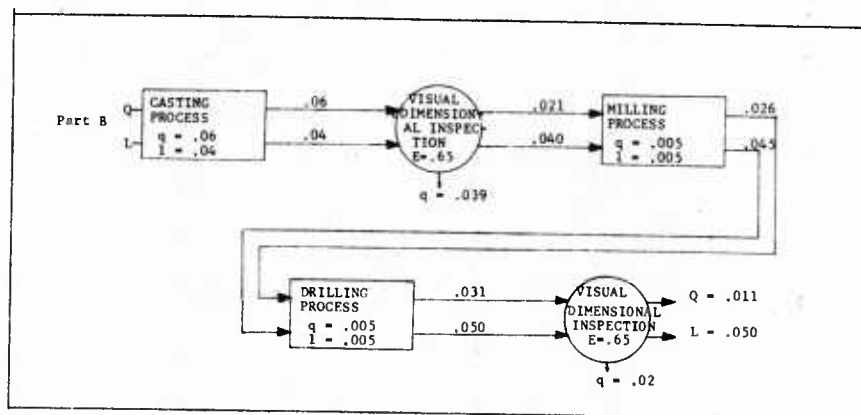 Part B
Q
L
CASTING
PROCESS
q = .06
l = .04
.06
.04
VISUAL
DIMENSION-
AL INSPEC-
TION
E=.65
q = .039
.021
.040
MILLING
PROCESS
q = .005
l = .005
.026
.045
DRILLING
PROCESS
q = .005
l = .005
.031
.050
VISUAL
DIMENSIONAL
INSPECTION
E=.65
q = .02
Q = .011
L = .050